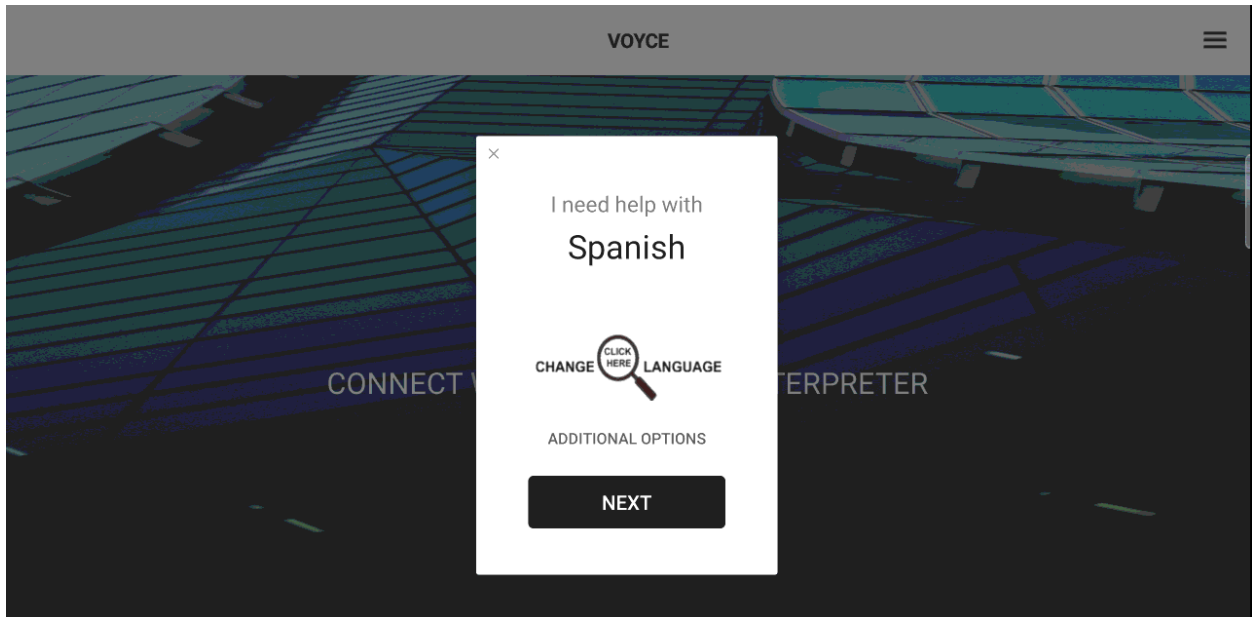 VOYCE
I need help with
Spanish
CHANGE CLICK HERE LANGUAGE
CONNECT TERPRETER
ADDITIONAL OPTIONS
NEXT